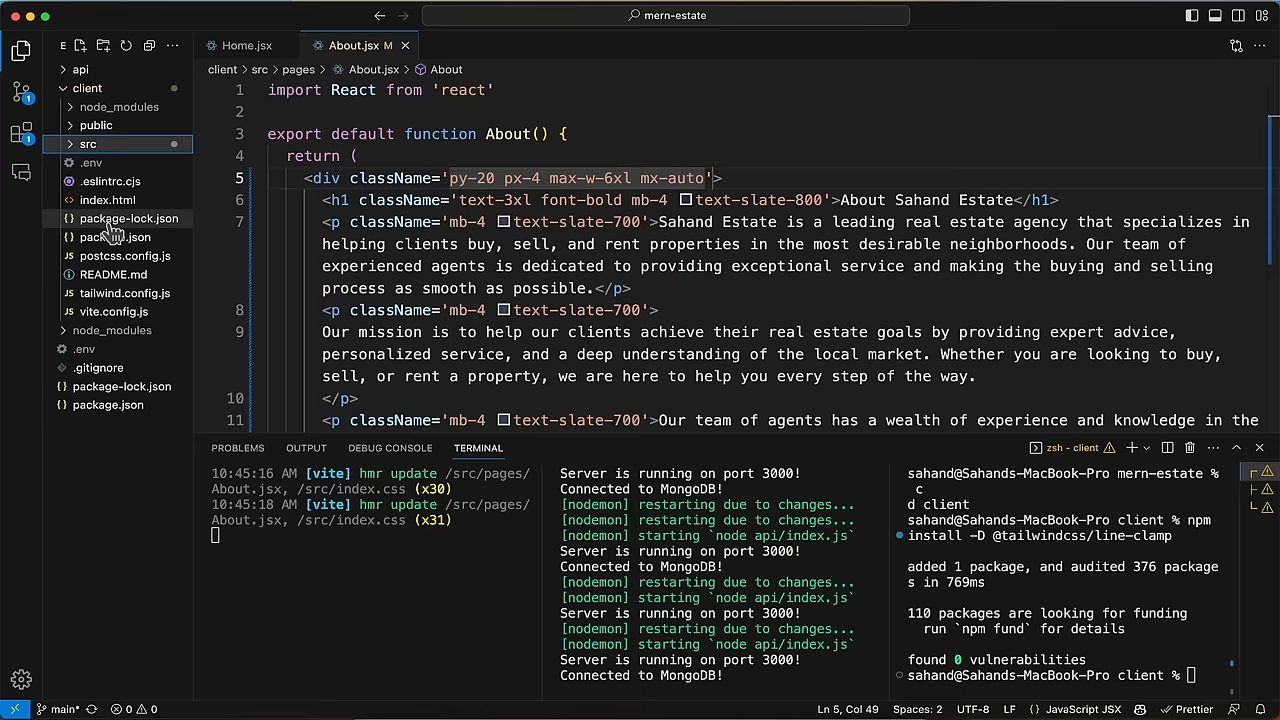 mern-estate
E
Home.jsx
About.jsx M
api
client
node_modules
public
src
.env
.eslintrc.cjs
index.html
package-lock.json
package.json
postcss.config.js
README.md
tailwind.config.js
vite.config.js
node_modules
.env
.gitignore
package-lock.json
package.json
client > src > pages > About.jsx > About
1 import React from 'react'
2
3 export default function About() {
4 return (
5 <div className='py-20 px-4 max-w-6xl mx-auto'>
6 <h1 className='text-3xl font-bold mb-4 text-slate-800'>About Sahand Estate</h1>
7 <p className='mb-4 text-slate-700'>Sahand Estate is a leading real estate agency that specializes in
helping clients buy, sell, and rent properties in the most desirable neighborhoods. Our team of
experienced agents is dedicated to providing exceptional service and making the buying and selling
process as smooth as possible.</p>
8 <p className='mb-4 text-slate-700'>
9 Our mission is to help our clients achieve their real estate goals by providing expert advice,
personalized service, and a deep understanding of the local market. Whether you are looking to buy,
sell, or rent a property, we are here to help you every step of the way.
10 </p>
11 <p className='mb-4 text-slate-700'>Our team of agents has a wealth of experience and knowledge in the
PROBLEMS OUTPUT DEBUG CONSOLE TERMINAL
zsh - client
10:45:16 AM [vite] hmr update /src/pages/
About.jsx, /src/index.css (x30)
10:45:18 AM [vite] hmr update /src/pages/
About.jsx, /src/index.css (x31)
Server is running on port 3000!
Connected to MongoDB!
[nodemon] restarting due to changes...
[nodemon] restarting due to changes...
[nodemon] starting `node api/index.js`
Server is running on port 3000!
Connected to MongoDB!
[nodemon] restarting due to changes...
[nodemon] starting `node api/index.js`
Server is running on port 3000!
[nodemon] restarting due to changes...
[nodemon] starting `node api/index.js`
Server is running on port 3000!
Connected to MongoDB!
sahand@Sahands-MacBook-Pro mern-estate %
c
d client
sahand@Sahands-MacBook-Pro client % npm
install -D @tailwindcss/line-clamp
added 1 package, and audited 376 package
s in 769ms
110 packages are looking for funding
run `npm fund` for details
found 0 vulnerabilities
sahand@Sahands-MacBook-Pro client %
1
1
main* 0 0
Ln 5, Col 49 Spaces: 2 UTF-8 LF {} JavaScript JSX Prettier